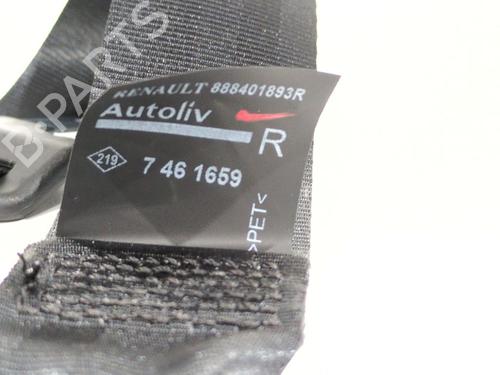 B-PARTS
RENAULT 888401893R
Autoliv
R
219
7 46 1659
>PET<